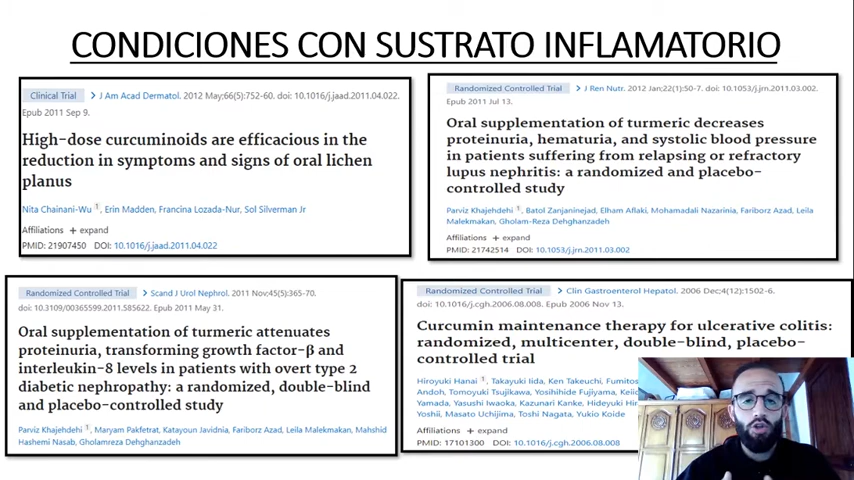 CONDICIONES CON SUSTRATO INFLAMATORIO
Clinical Trial > J Am Acad Dermatol. 2012 May;66(5):752-60. doi: 10.1016/j.jaad.2011.04.022.
Epub 2011 Sep 9.
High-dose curcuminoids are efficacious in the
reduction in symptoms and signs of oral lichen
planus
Nita Chainani-Wu 1, Erin Madden, Francina Lozada-Nur, Sol Silverman Jr
Affiliations + expand
PMID: 21907450 DOI: 10.1016/j.jaad.2011.04.022
Randomized Controlled Trial > J Ren Nutr. 2012 Jan;22(1):50-7. doi: 10.1053/j.jrn.2011.03.002.
Epub 2011 Jul 13.
Oral supplementation of turmeric decreases
proteinuria, hematuria, and systolic blood pressure
in patients suffering from relapsing or refractory
lupus nephritis: a randomized and placebo-
controlled study
Parviz Khajehdehi 1, Batol Zanjaninejad, Elham Aflaki, Mohamadali Nazarinia, Fariborz Azad, Leila
Malekmakan, Gholam-Reza Dehghanzadeh
Affiliations + expand
PMID: 21742514 DOI: 10.1053/j.jrn.2011.03.002
Randomized Controlled Trial > Scand J Urol Nephrol. 2011 Nov;45(5):365-70.
doi: 10.3109/00365599.2011.585622. Epub 2011 May 31.
Oral supplementation of turmeric attenuates
proteinuria, transforming growth factor-β and
interleukin-8 levels in patients with overt type 2
diabetic nephropathy: a randomized, double-blind
and placebo-controlled study
Parviz Khajehdehi 1, Maryam Pakfetrat, Katayoun Javidnia, Fariborz Azad, Leila Malekmakan, Mahshid
Hashemi Nasab, Gholamreza Dehghanzadeh
Randomized Controlled Trial > Clin Gastroenterol Hepatol. 2006 Dec;4(12):1502-6.
doi: 10.1016/j.cgh.2006.08.008. Epub 2006 Nov 13.
Curcumin maintenance therapy for ulcerative colitis:
randomized, multicenter, double-blind, placebo-
controlled trial
Hiroyuki Hanai 1, Takayuki Iida, Ken Takeuchi, Fumitos
Andoh, Tomoyuki Tsujikawa, Yosihihide Fujiyama, Keiic
Yamada, Yasushi Iwaoka, Kazunari Kanke, Hideyuki Hir
Yoshii, Masato Uchijima, Toshi Nagata, Yukio Koide
Affiliations + expand
PMID: 17101300 DOI: 10.1016/j.cgh.2006.08.008